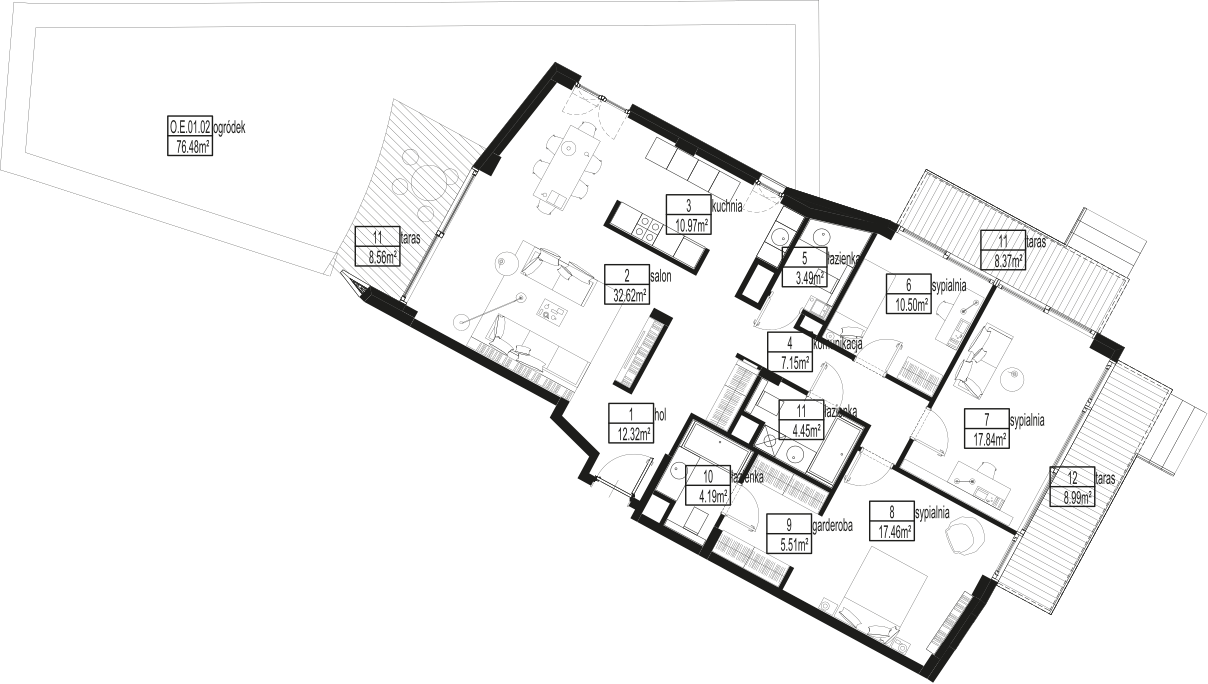 O.E.01.02 ogródek
76.48m²
11 taras
8.56m²
3 kuchnia
10.97m²
2 salon
32.62m²
5 łazienka
3.49m²
11 taras
8.37m²
6 sypialnia
10.50m²
4 komunikacja
7.15m²
1 hol
12.32m²
11 łazienka
4.45m²
7 sypialnia
17.84m²
10 łazienka
4.19m²
12 taras
8.99m²
9 garderoba
5.51m²
8 sypialnia
17.46m²